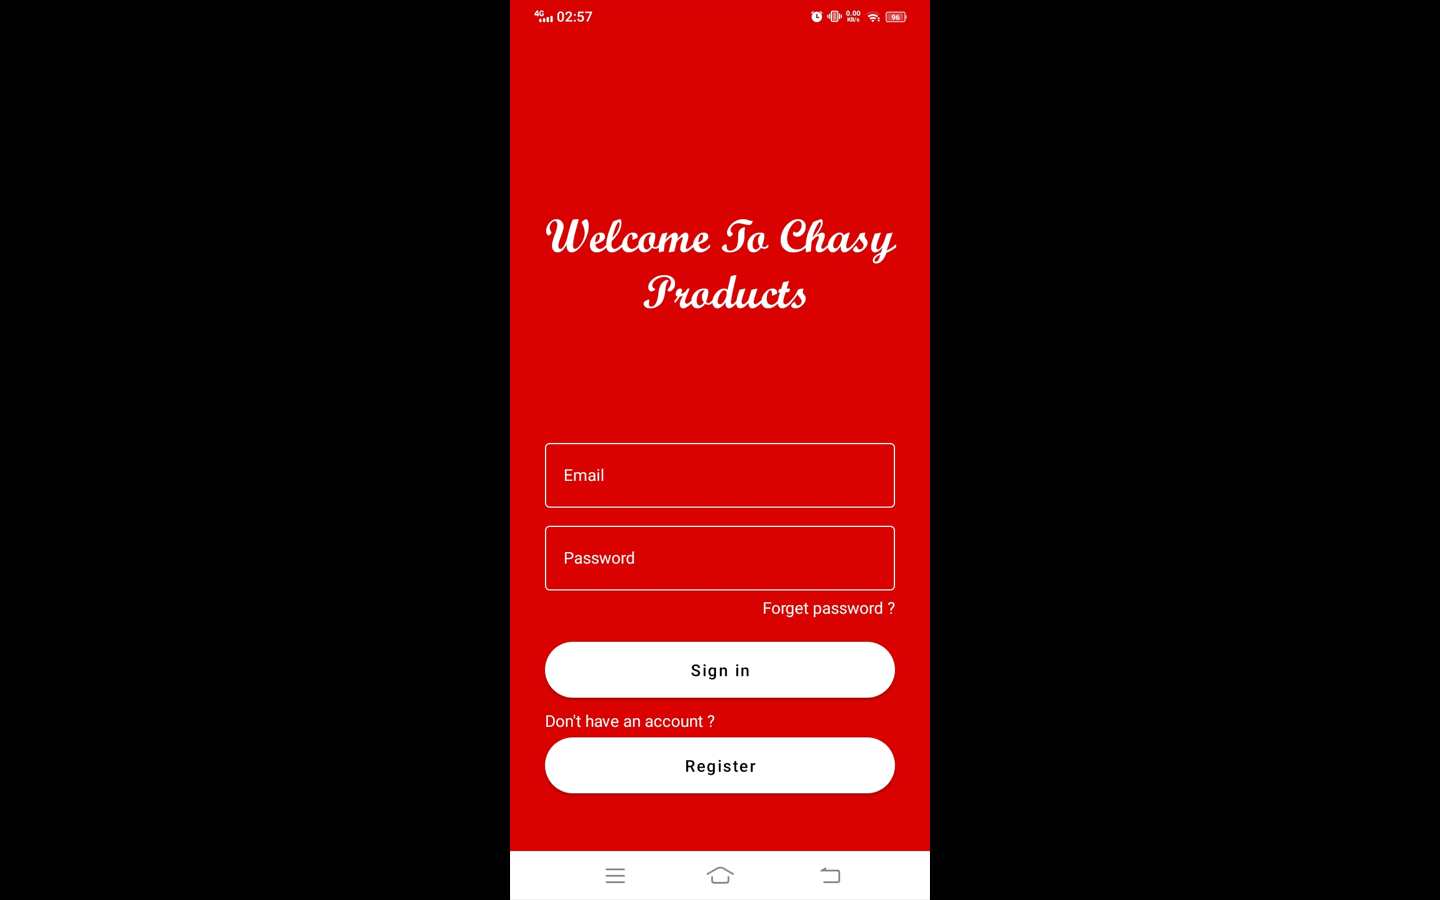 4G 02:57 0.00 KB/s 96
Welcome To Chasy
Products
Email
Password
Forget password ?
Sign in
Don't have an account ?
Register